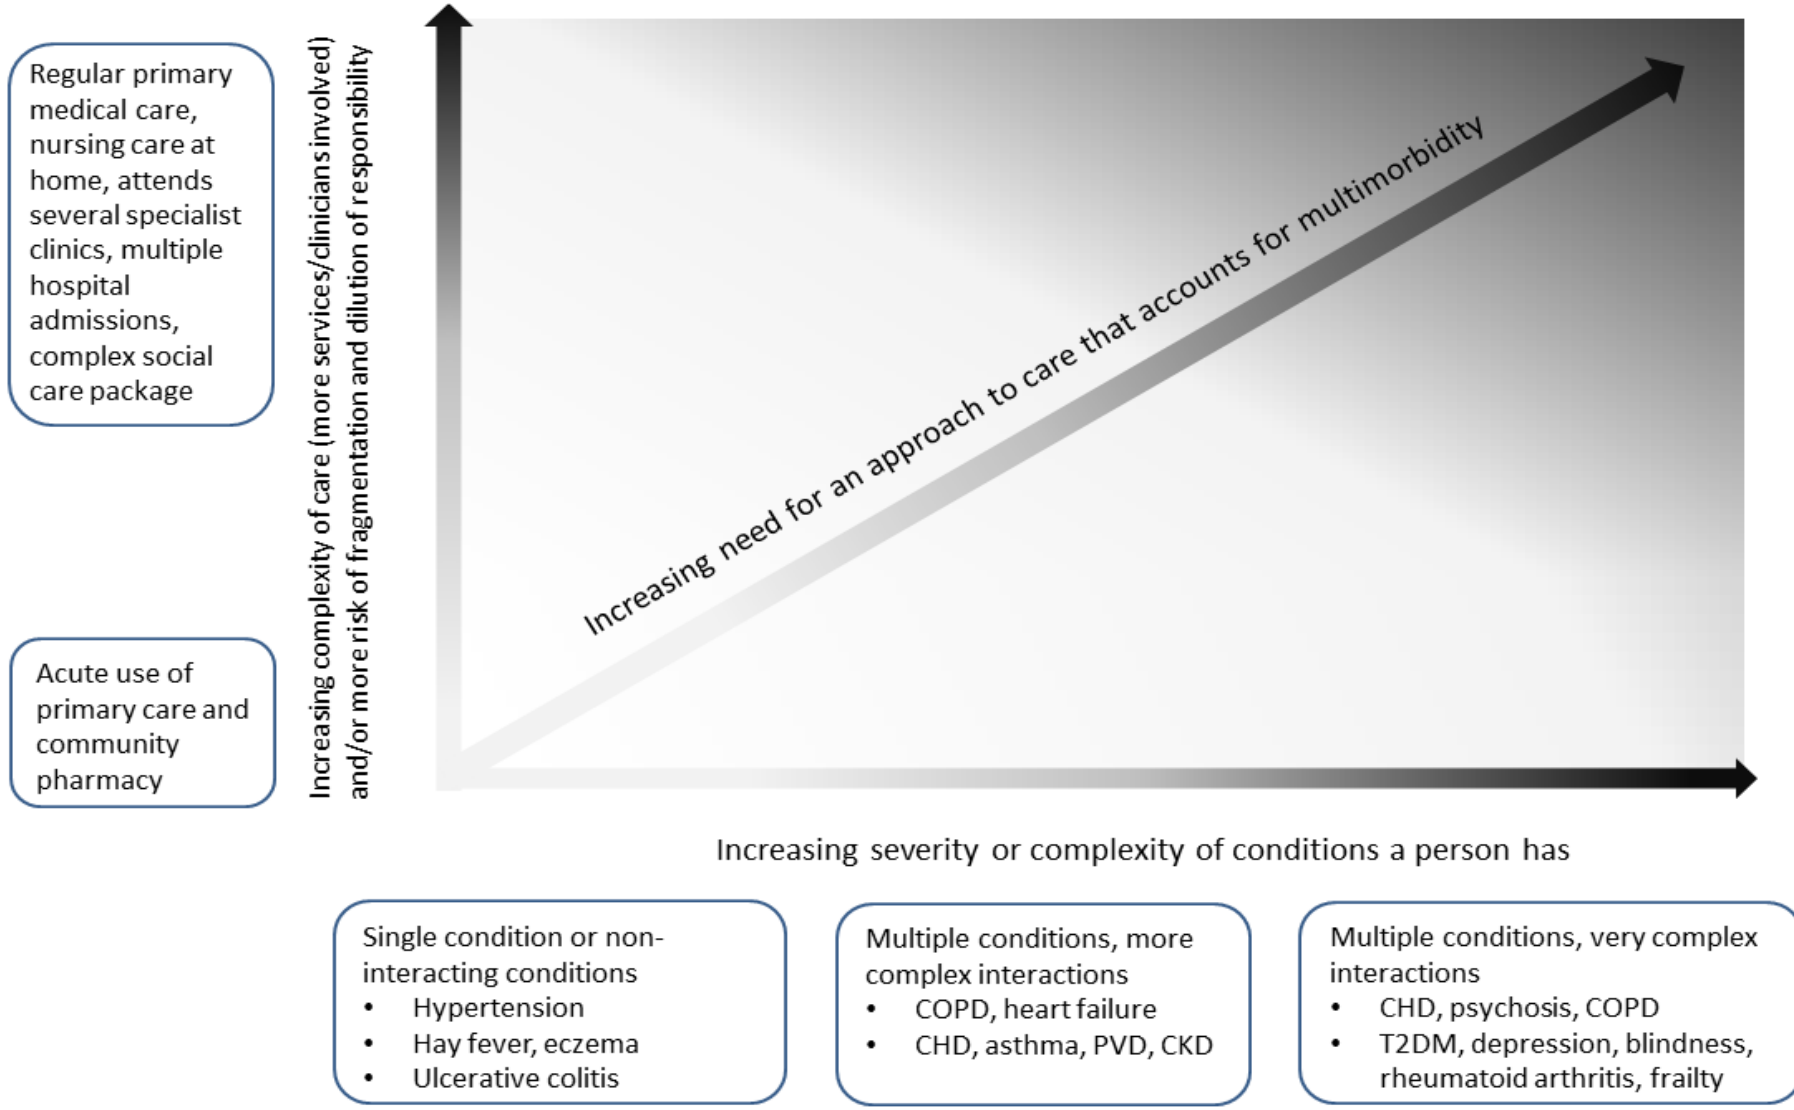 Regular primary
medical care,
nursing care at
home, attends
several specialist
clinics, multiple
hospital
admissions,
complex social
care package
Acute use of
primary care and
community
pharmacy
Increasing complexity of care (more services/clinicians involved)
and/or more risk of fragmentation and dilution of responsibility
Increasing need for an approach to care that accounts for multimorbidity
Increasing severity or complexity of conditions a person has
Single condition or non-
interacting conditions
• Hypertension
• Hay fever, eczema
• Ulcerative colitis
Multiple conditions, more
complex interactions
• COPD, heart failure
• CHD, asthma, PVD, CKD
Multiple conditions, very complex
interactions
• CHD, psychosis, COPD
• T2DM, depression, blindness,
rheumatoid arthritis, frailty